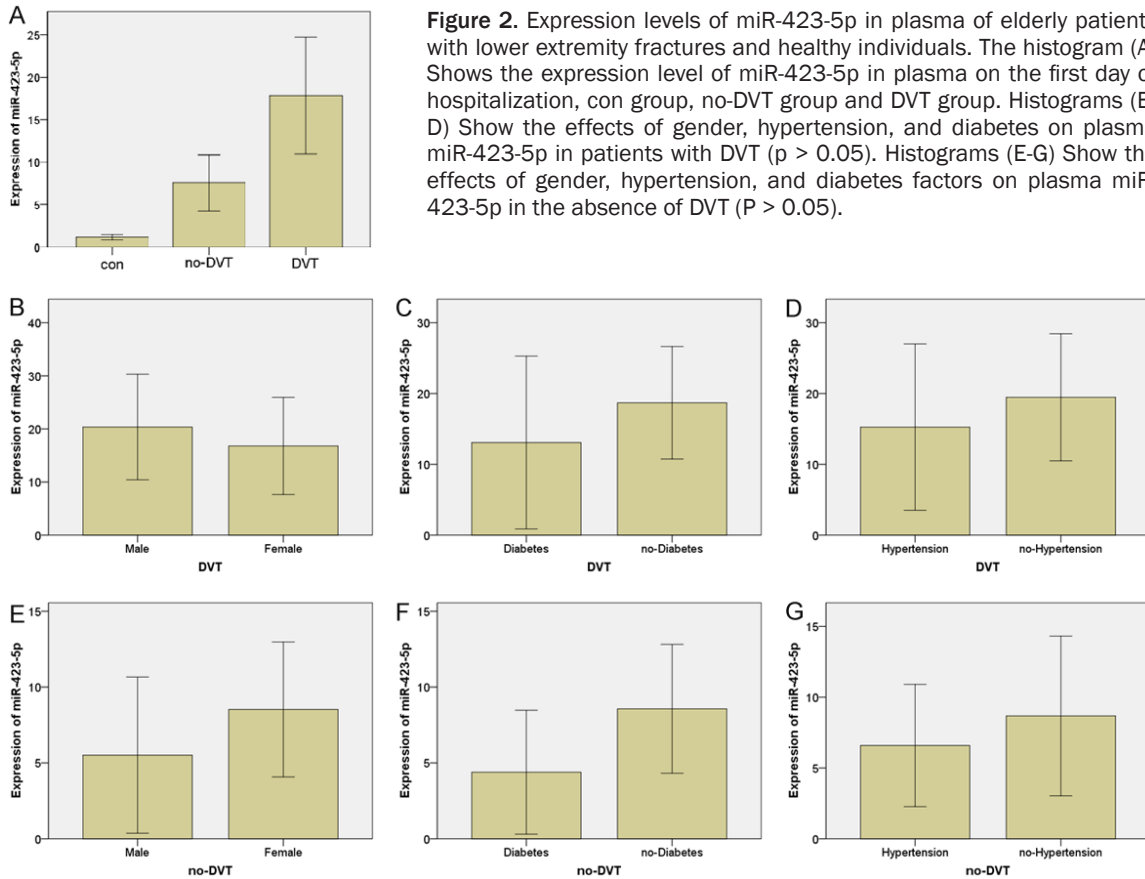 A
Expression of miR-423-5p
25
20
15
10
5
0
con no-DVT DVT
Figure 2. Expression levels of miR-423-5p in plasma of elderly patient
with lower extremity fractures and healthy individuals. The histogram (A
Shows the expression level of miR-423-5p in plasma on the first day o
hospitalization, con group, no-DVT group and DVT group. Histograms (B
D) Show the effects of gender, hypertension, and diabetes on plasm
miR-423-5p in patients with DVT (p > 0.05). Histograms (E-G) Show th
effects of gender, hypertension, and diabetes factors on plasma miR
423-5p in the absence of DVT (P > 0.05).
B
Expression of miR-423-5p
40
30
20
10
0
Male Female
DVT
C
Expression of miR-423-5p
30
20
10
0
Diabetes no-Diabetes
DVT
D
Expression of miR-423-5p
30
20
10
0
Hypertension no-Hypertension
DVT
E
Expression of miR-423-5p
15
10
5
0
Male Female
no-DVT
F
Expression of miR-423-5p
15
10
5
0
Diabetes no-Diabetes
no-DVT
G
Expression of miR-423-5p
15
10
5
0
Hypertension no-Hypertension
no-DVT